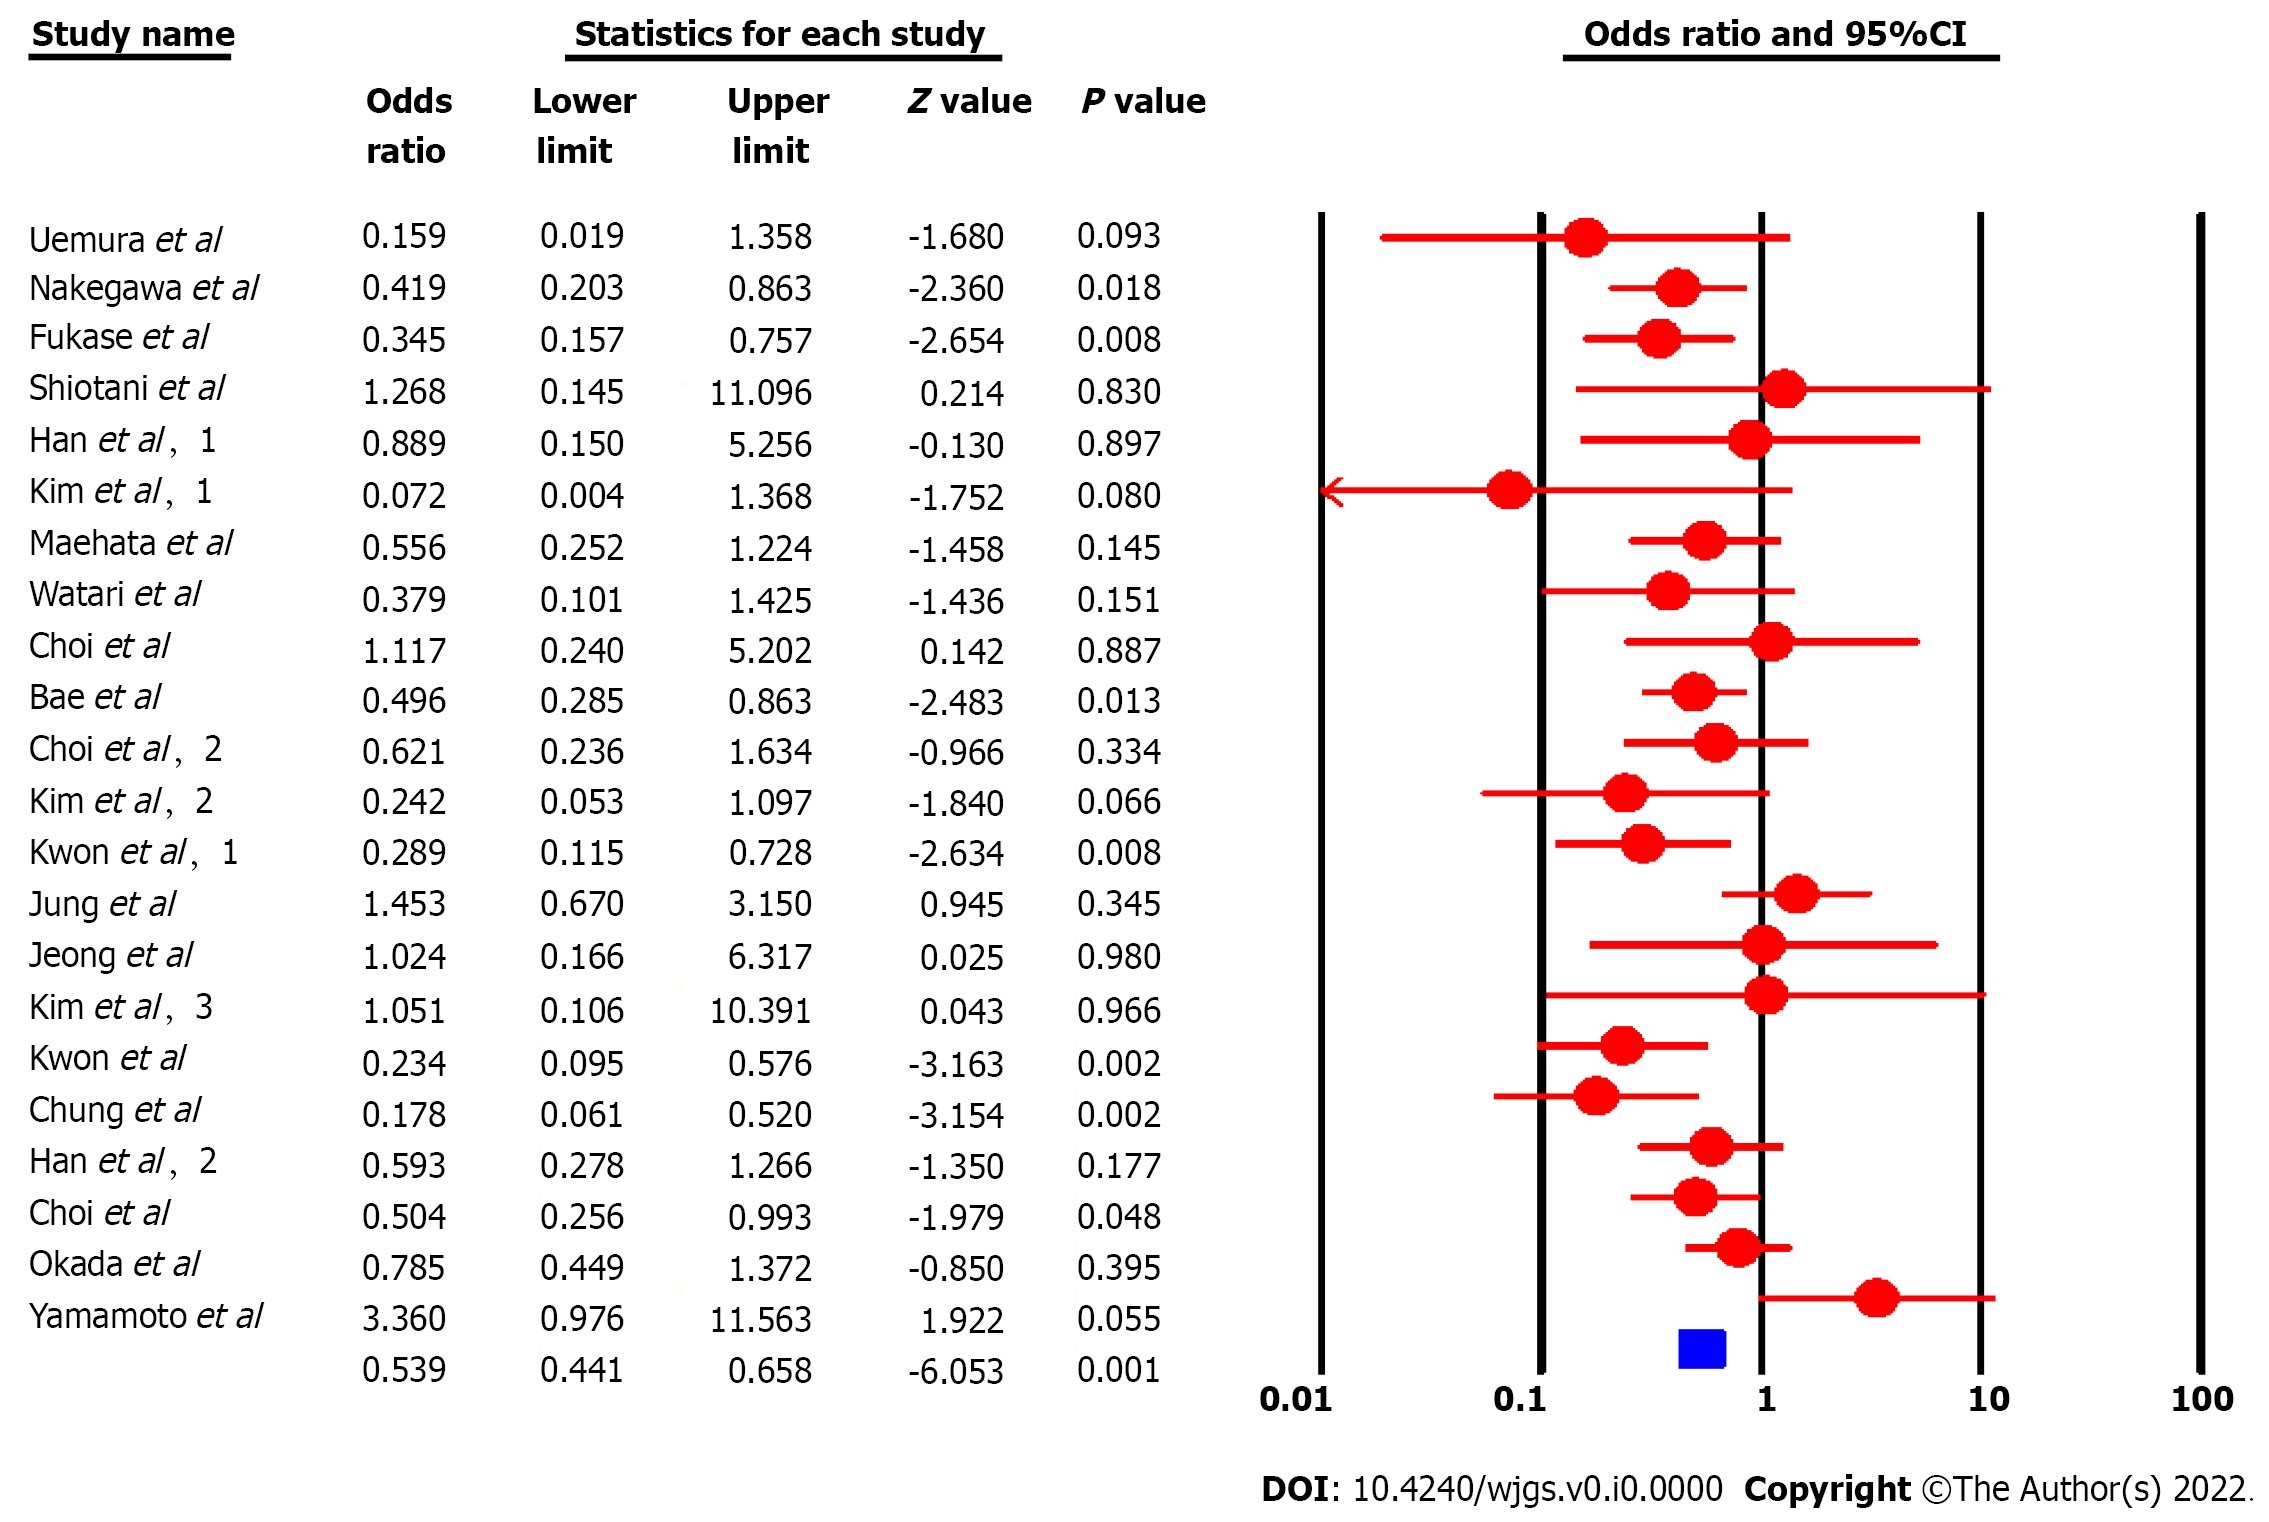 Study name Statistics for each study Odds ratio and 95%CI
Odds Lower Upper Z value P value
ratio limit limit
Uemura et al 0.159 0.019 1.358 -1.680 0.093
Nakegawa et al 0.419 0.203 0.863 -2.360 0.018
Fukase et al 0.345 0.157 0.757 -2.654 0.008
Shiotani et al 1.268 0.145 11.096 0.214 0.830
Han et al, 1 0.889 0.150 5.256 -0.130 0.897
Kim et al, 1 0.072 0.004 1.368 -1.752 0.080
Maehata et al 0.556 0.252 1.224 -1.458 0.145
Watari et al 0.379 0.101 1.425 -1.436 0.151
Choi et al 1.117 0.240 5.202 0.142 0.887
Bae et al 0.496 0.285 0.863 -2.483 0.013
Choi et al, 2 0.621 0.236 1.634 -0.966 0.334
Kim et al, 2 0.242 0.053 1.097 -1.840 0.066
Kwon et al, 1 0.289 0.115 0.728 -2.634 0.008
Jung et al 1.453 0.670 3.150 0.945 0.345
Jeong et al 1.024 0.166 6.317 0.025 0.980
Kim et al, 3 1.051 0.106 10.391 0.043 0.966
Kwon et al 0.234 0.095 0.576 -3.163 0.002
Chung et al 0.178 0.061 0.520 -3.154 0.002
Han et al, 2 0.593 0.278 1.266 -1.350 0.177
Choi et al 0.504 0.256 0.993 -1.979 0.048
Okada et al 0.785 0.449 1.372 -0.850 0.395
Yamamoto et al 3.360 0.976 11.563 1.922 0.055
0.539 0.441 0.658 -6.053 0.001
0.01 0.1 1 10 100
DOI: 10.4240/wjgs.v0.i0.0000 Copyright ©The Author(s) 2022.